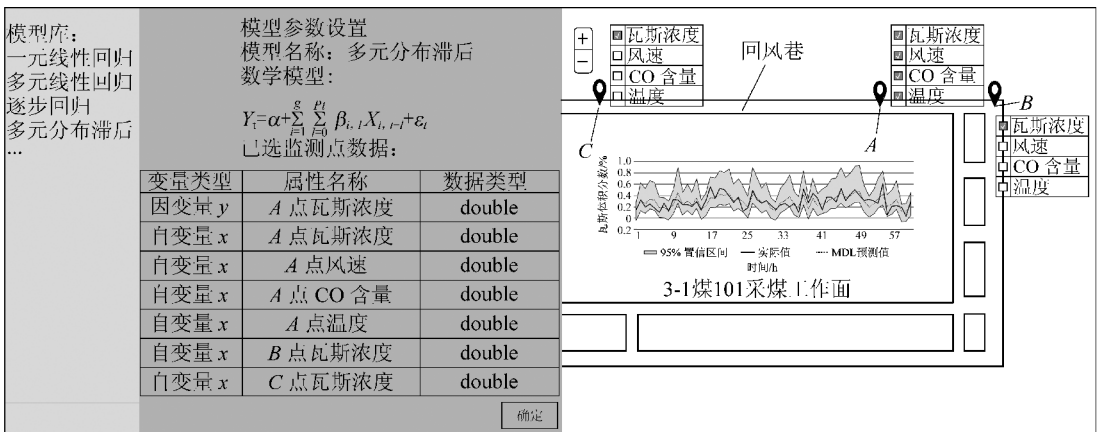 模型库：
一元线性回归
多元线性回归
逐步回归
多元分布滞后
...
模型参数设置
模型名称：多元分布滞后
数学模型：
Y_t=α+∑_{i=1}^{g} ∑_{l=0}^{p_i} β_{i, l}X_{i, t-l}+ε_t
已选监测点数据：
变量类型 属性名称 数据类型
因变量 y A 点瓦斯浓度 double
自变量 x A 点瓦斯浓度 double
自变量 x A 点风速 double
自变量 x A 点 CO 含量 double
自变量 x A 点温度 double
自变量 x B 点瓦斯浓度 double
自变量 x C 点瓦斯浓度 double
确定
+
−
瓦斯浓度
风速
CO 含量
温度
回风巷
瓦斯浓度
风速
CO 含量
温度
C
A
B
瓦斯浓度
风速
CO 含量
温度
瓦斯体积分数/%
1.0
0.8
0.6
0.4
0.2
0
0.2
1 9 17 25 33 41 49 57
95% 置信区间 实际值 MDL预测值
时间/h
3-1煤101采煤工作面